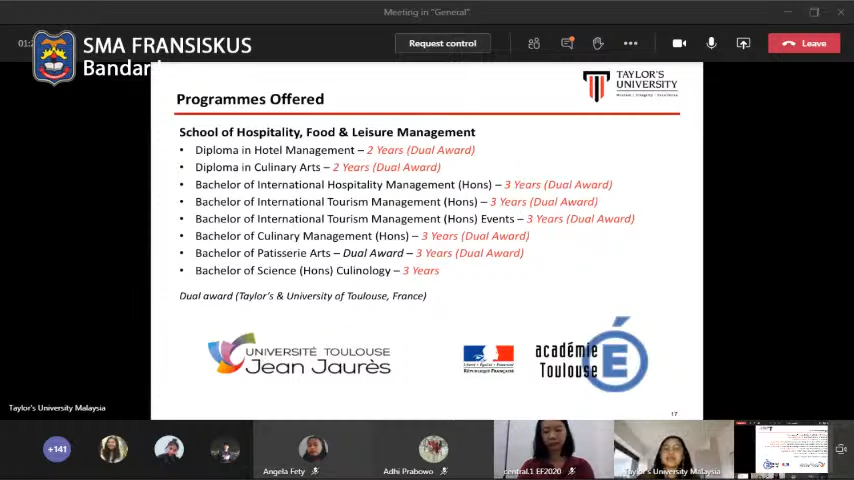 Meeting in "General"
SMA FRANSISKUS
Request control
Leave
TAYLOR'S
UNIVERSITY
Programmes Offered
School of Hospitality, Food & Leisure Management
• Diploma in Hotel Management – 2 Years (Dual Award)
• Diploma in Culinary Arts – 2 Years (Dual Award)
• Bachelor of International Hospitality Management (Hons) – 3 Years (Dual Award)
• Bachelor of International Tourism Management (Hons) – 3 Years (Dual Award)
• Bachelor of International Tourism Management (Hons) Events – 3 Years (Dual Award)
• Bachelor of Culinary Management (Hons) – 3 Years (Dual Award)
• Bachelor of Patisserie Arts – Dual Award – 3 Years (Dual Award)
• Bachelor of Science (Hons) Culinology – 3 Years
Dual award (Taylor's & University of Toulouse, France)
UNIVERSITÉ TOULOUSE
Jean Jaurès
RÉPUBLIQUE FRANÇAISE
académie
Toulouse
É
17
Taylor's University Malaysia
+141
Angela Fety
Adhi Prabowo
central.1 EF2020
Taylor's University Malaysia